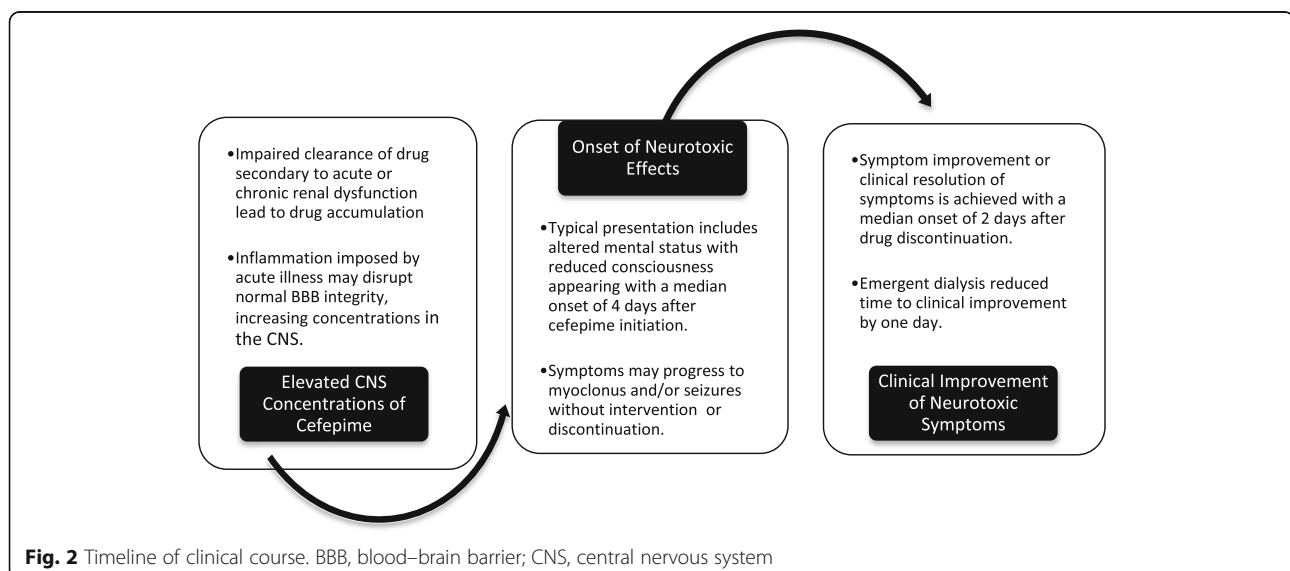 •Impaired clearance of drug
secondary to acute or
chronic renal dysfunction
lead to drug accumulation
•Inflammation imposed by
acute illness may disrupt
normal BBB integrity,
increasing concentrations in
the CNS.
Elevated CNS
Concentrations of
Cefepime
Onset of Neurotoxic
Effects
•Typical presentation includes
altered mental status with
reduced consciousness
appearing with a median
onset of 4 days after
cefepime initiation.
•Symptoms may progress to
myoclonus and/or seizures
without intervention or
discontinuation.
•Symptom improvement or
clinical resolution of
symptoms is achieved with a
median onset of 2 days after
drug discontinuation.
•Emergent dialysis reduced
time to clinical improvement
by one day.
Clinical Improvement
of Neurotoxic
Symptoms
Fig. 2 Timeline of clinical course. BBB, blood–brain barrier; CNS, central nervous system